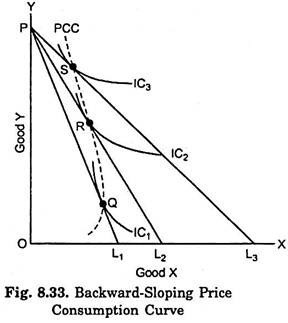 Y
P
PCC
S
IC3
R
IC2
Good Y
Q
IC1
O
L1
L2
L3
X
Good X
Fig. 8.33. Backward-Sloping Price
Consumption Curve